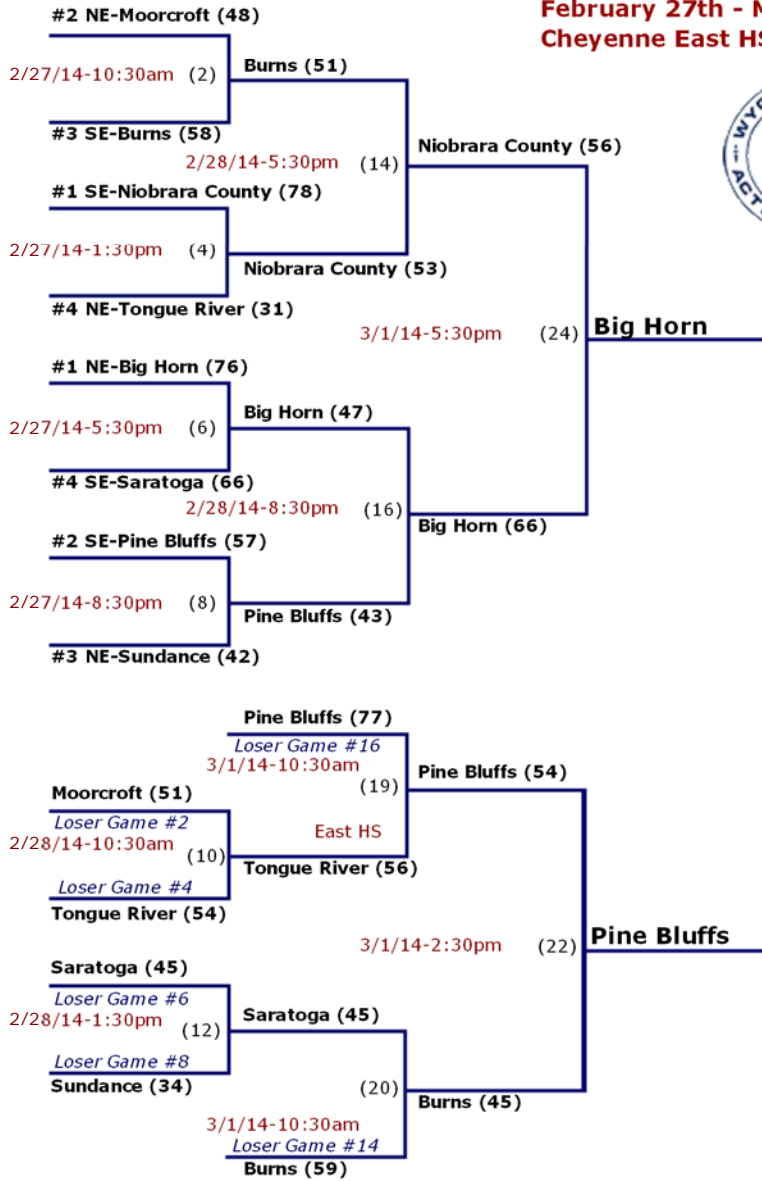 #2 NE-Moorcroft (48)
February 27th -
Cheyenne East HS
2/27/14-10:30am (2)
Burns (51)
#3 SE-Burns (58)
2/28/14-5:30pm (14)
Niobrara County (56)
#1 SE-Niobrara County (78)
2/27/14-1:30pm (4)
Niobrara County (53)
#4 NE-Tongue River (31)
3/1/14-5:30pm (24)
Big Horn
#1 NE-Big Horn (76)
Big Horn (47)
2/27/14-5:30pm (6)
#4 SE-Saratoga (66)
2/28/14-8:30pm (16)
Big Horn (66)
#2 SE-Pine Bluffs (57)
2/27/14-8:30pm (8)
Pine Bluffs (43)
#3 NE-Sundance (42)
Pine Bluffs (77)
Loser Game #16
3/1/14-10:30am
(19)
Pine Bluffs (54)
Moorcroft (51)
Loser Game #2
2/28/14-10:30am (10)
East HS
Tongue River (56)
Loser Game #4
Tongue River (54)
3/1/14-2:30pm (22)
Pine Bluffs
Saratoga (45)
Loser Game #6
2/28/14-1:30pm (12)
Saratoga (45)
Loser Game #8
Sundance (34)
(20)
Burns (45)
3/1/14-10:30am
Loser Game #14
Burns (59)